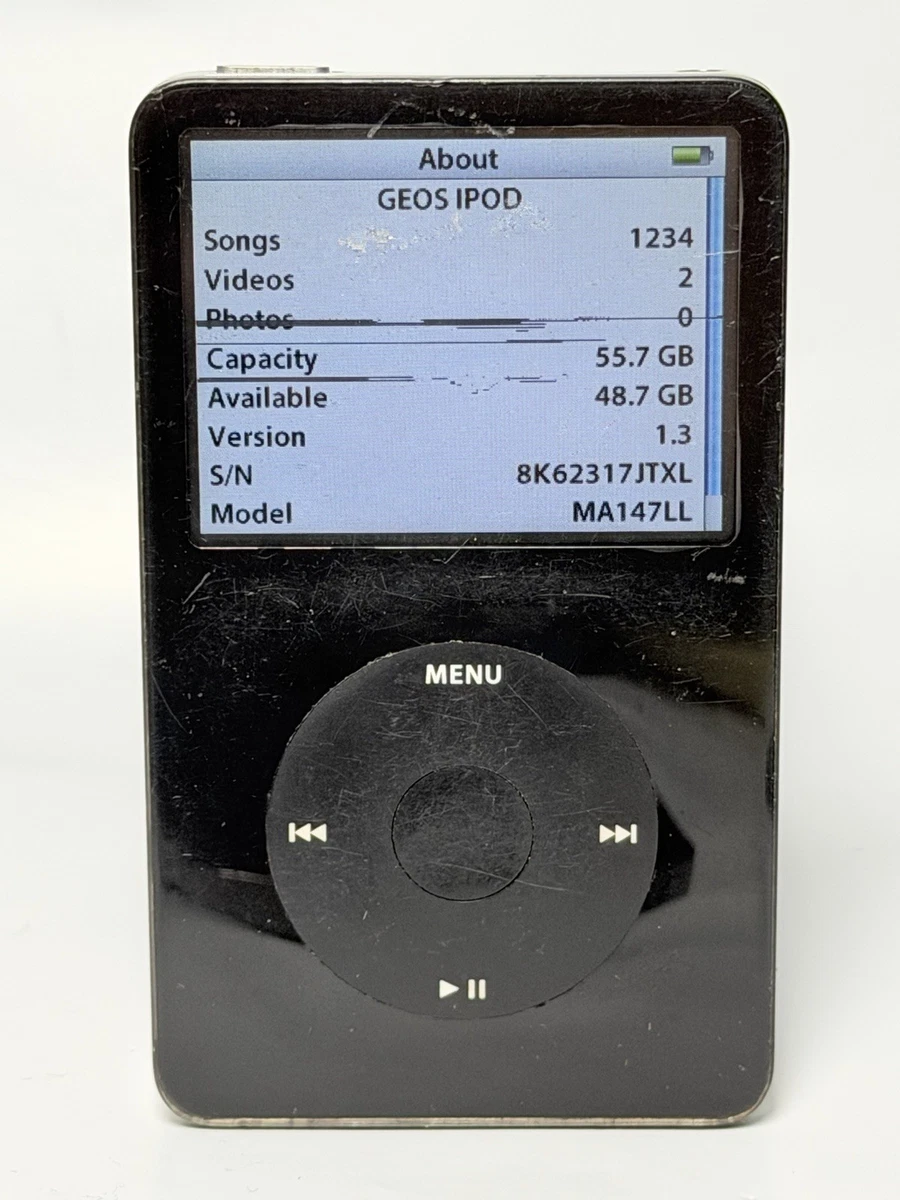 About
GEOS IPOD
Songs 1234
Videos 2
Photos 0
Capacity 55.7 GB
Available 48.7 GB
Version 1.3
S/N 8K62317JTXL
Model MA147LL
MENU